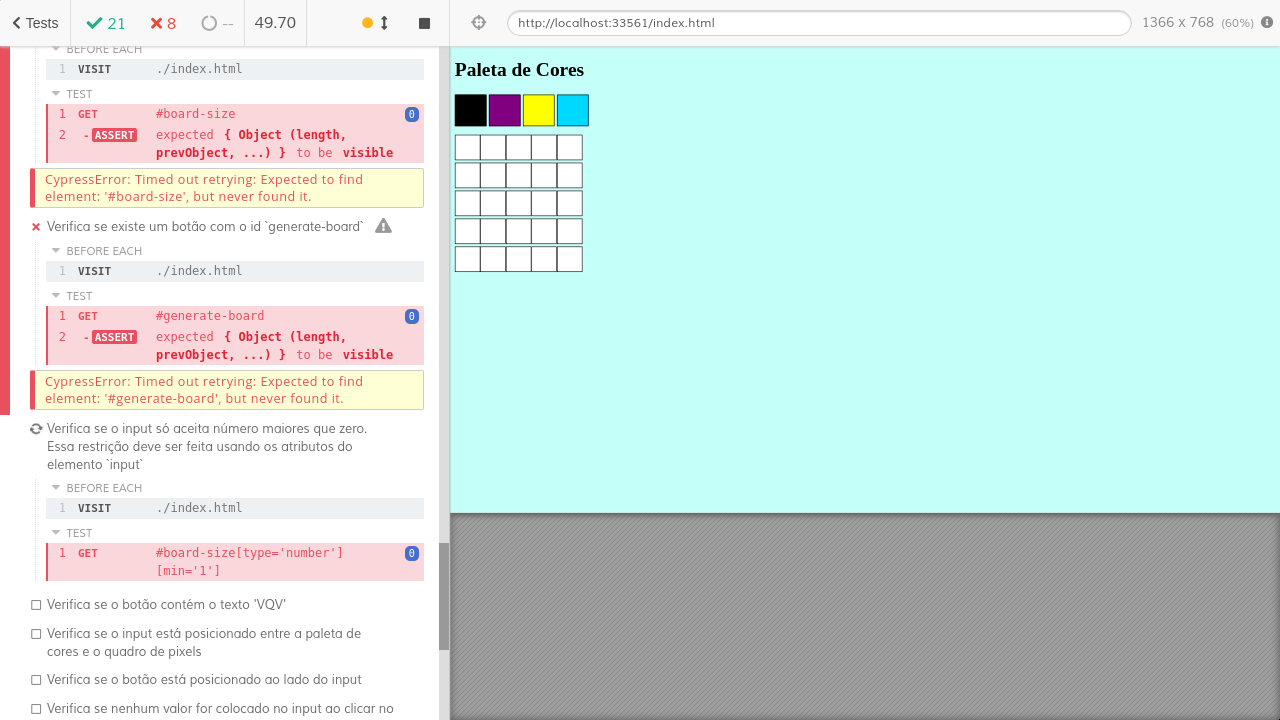 Tests 21 8 -- 49.70 http://localhost:33561/index.html 1366 x 768 (60%)
BEFORE EACH
1 VISIT ./index.html
TEST
1 GET #board-size 0
2 -ASSERT expected { Object (length,
prevObject, ...) } to be visible
CypressError: Timed out retrying: Expected to find
element: '#board-size', but never found it.
Verifica se existe um botão com o id `generate-board`
BEFORE EACH
1 VISIT ./index.html
TEST
1 GET #generate-board 0
2 -ASSERT expected { Object (length,
prevObject, ...) } to be visible
CypressError: Timed out retrying: Expected to find
element: '#generate-board', but never found it.
Verifica se o input só aceita número maiores que zero.
Essa restrição deve ser feita usando os atributos do
elemento `input`
BEFORE EACH
1 VISIT ./index.html
TEST
1 GET #board-size[type='number'] 0
[min='1']
Verifica se o botão contém o texto 'VQV'
Verifica se o input está posicionado entre a paleta de
cores e o quadro de pixels
Verifica se o botão está posicionado ao lado do input
Verifica se nenhum valor for colocado no input ao clicar no
Paleta de Cores